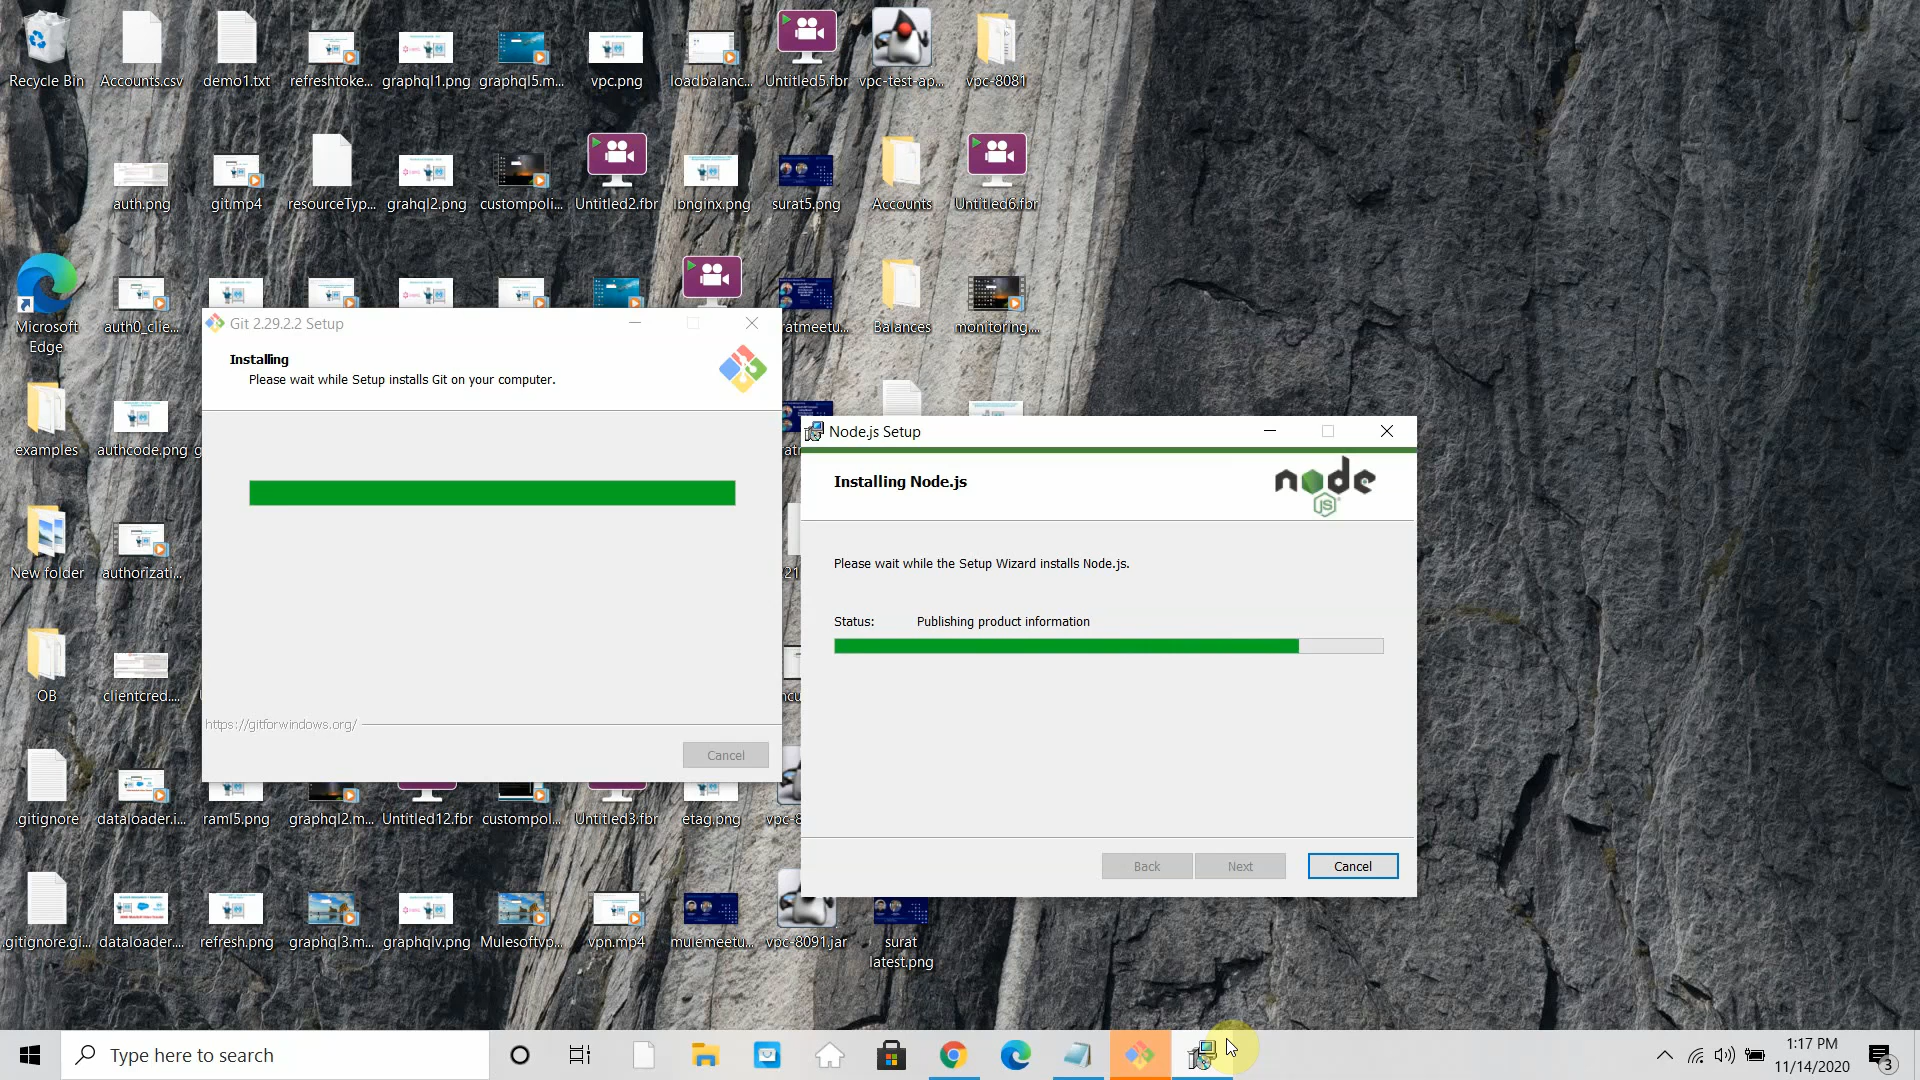 Recycle Bin
Accounts.csv
demo1.txt
refreshtoke...
graphql1.png
graphql5.m...
vpc.png
loadbalanc...
Untitled5.fbr
vpc-test-ap...
vpc-8081
auth.png
git.mp4
resourceTyp...
grahql2.png
custompoli...
Untitled2.fbr
lbnginx.png
surat5.png
Accounts
Untitled6.fbr
Microsoft
Edge
auth0_clie...
Balances
monitoring....
Git 2.29.2.2 Setup
Installing
Please wait while Setup installs Git on your computer.
https://gitforwindows.org/
Cancel
Node.js Setup
Installing Node.js
node
JS
Please wait while the Setup Wizard installs Node.js.
Status:
Publishing product information
Back
Next
Cancel
examples
authcode.png
New folder
authorizati...
OB
clientcred....
.gitignore
dataloader.i...
raml5.png
graphql2.m...
Untitled12.fbr
custompol...
Untitled3.fbr
etag.png
.gitignore.gi...
dataloader....
refresh.png
graphql3.m...
graphqlv.png
Mulesoftvp...
vpn.mp4
mulemeetu...
vpc-8091.jar
surat
latest.png
Type here to search
1:17 PM
11/14/2020
3